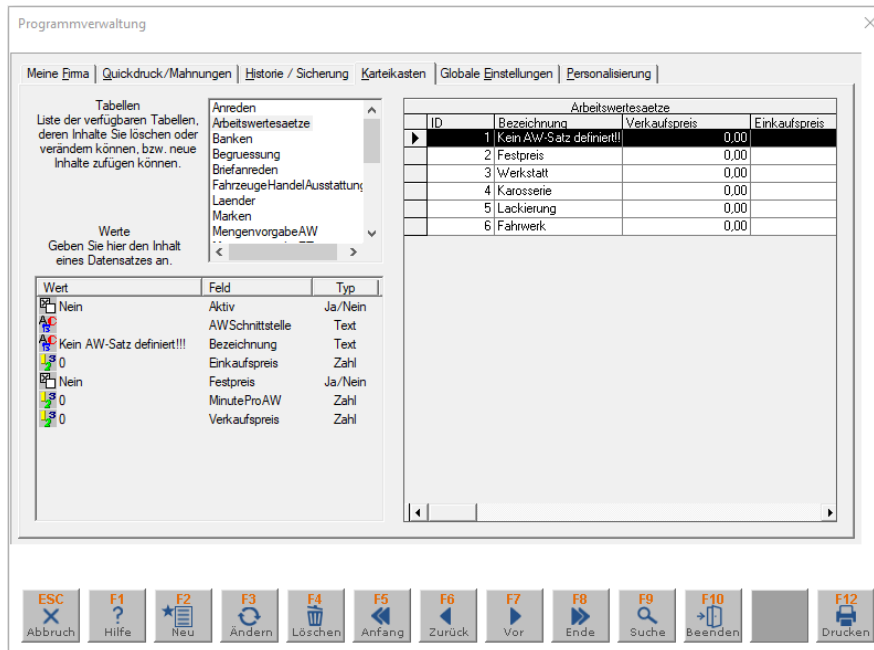 Programmverwaltung
Meine Firma Quickdruck/Mahnungen Historie / Sicherung Karteikasten Globale Einstellungen Personalisierung
Tabellen
Liste der verfügbaren Tabellen,
deren Inhalte Sie löschen oder
verändern können, bzw. neue
Inhalte zufügen können.
Anreden
Arbeitswertesaetze
Banken
Begruessung
Briefanreden
FahrzeugeHandelAusstattung
Laender
Marken
MengenvorgabeAW
Werte
Geben Sie hier den Inhalt
eines Datensatzes an.
Wert Feld Typ
Nein Aktiv Ja/Nein
AWSchnittstelle Text
Kein AW-Satz definiert!!! Bezeichnung Text
0 Einkaufspreis Zahl
Nein Festpreis Ja/Nein
0 MinuteProAW Zahl
0 Verkaufspreis Zahl
Arbeitswertesaetze
ID Bezeichnung Verkaufspreis Einkaufspreis
1 Kein AW-Satz definiert!! 0,00
2 Festpreis 0,00
3 Werkstatt 0,00
4 Karosserie 0,00
5 Lackierung 0,00
6 Fahrwerk 0,00
ESC F1 F2 F3 F4 F5 F6 F7 F8 F9 F10 F12
Abbruch Hilfe Neu Ändern Löschen Anfang Zurück Vor Ende Suche Beenden Drucken